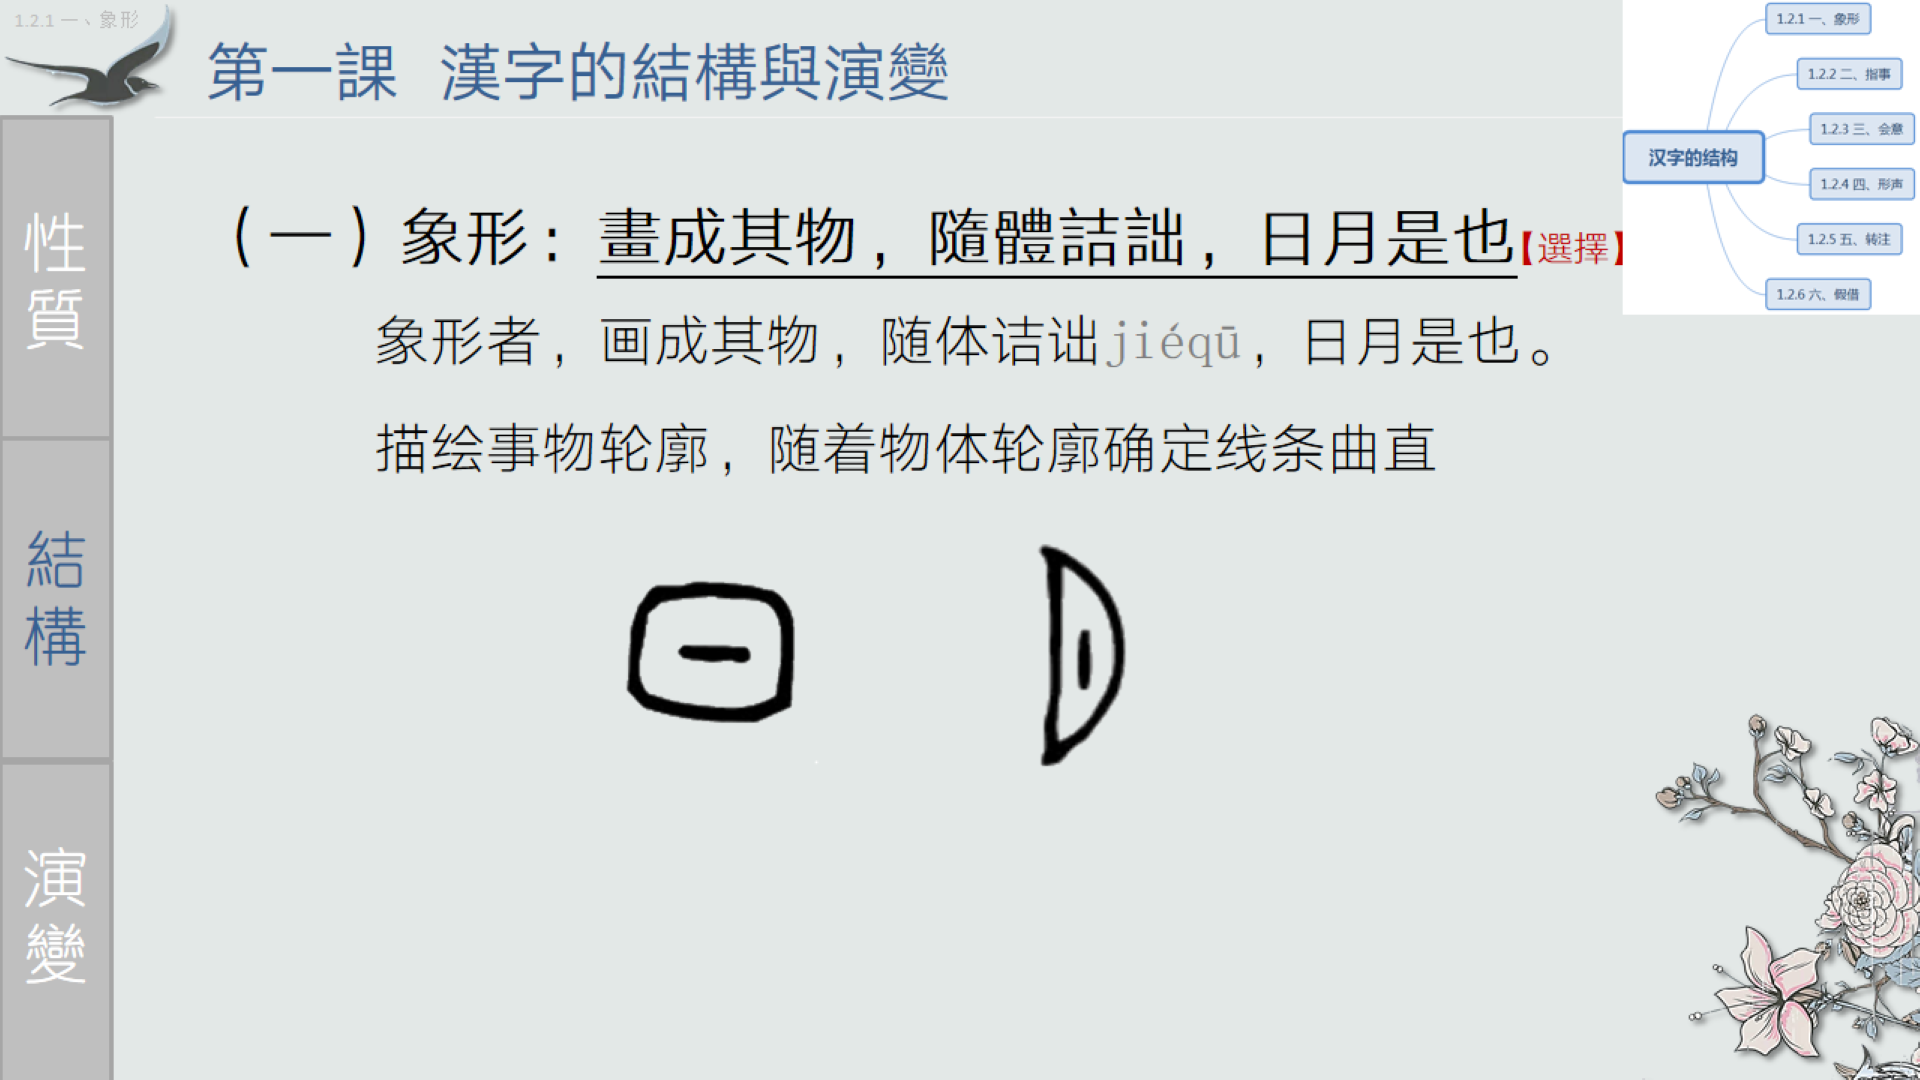 1.2.1 一、象形
第一課 漢字的結構與演變
性質
結構
演變
（一）象形：畫成其物，隨體詰詘，日月是也【選擇】
象形者，画成其物，随体诘诎jiéqū，日月是也。
描绘事物轮廓，随着物体轮廓确定线条曲直
汉字的结构
1.2.1 一、象形
1.2.2 二、指事
1.2.3 三、会意
1.2.4 四、形声
1.2.5 五、转注
1.2.6 六、假借